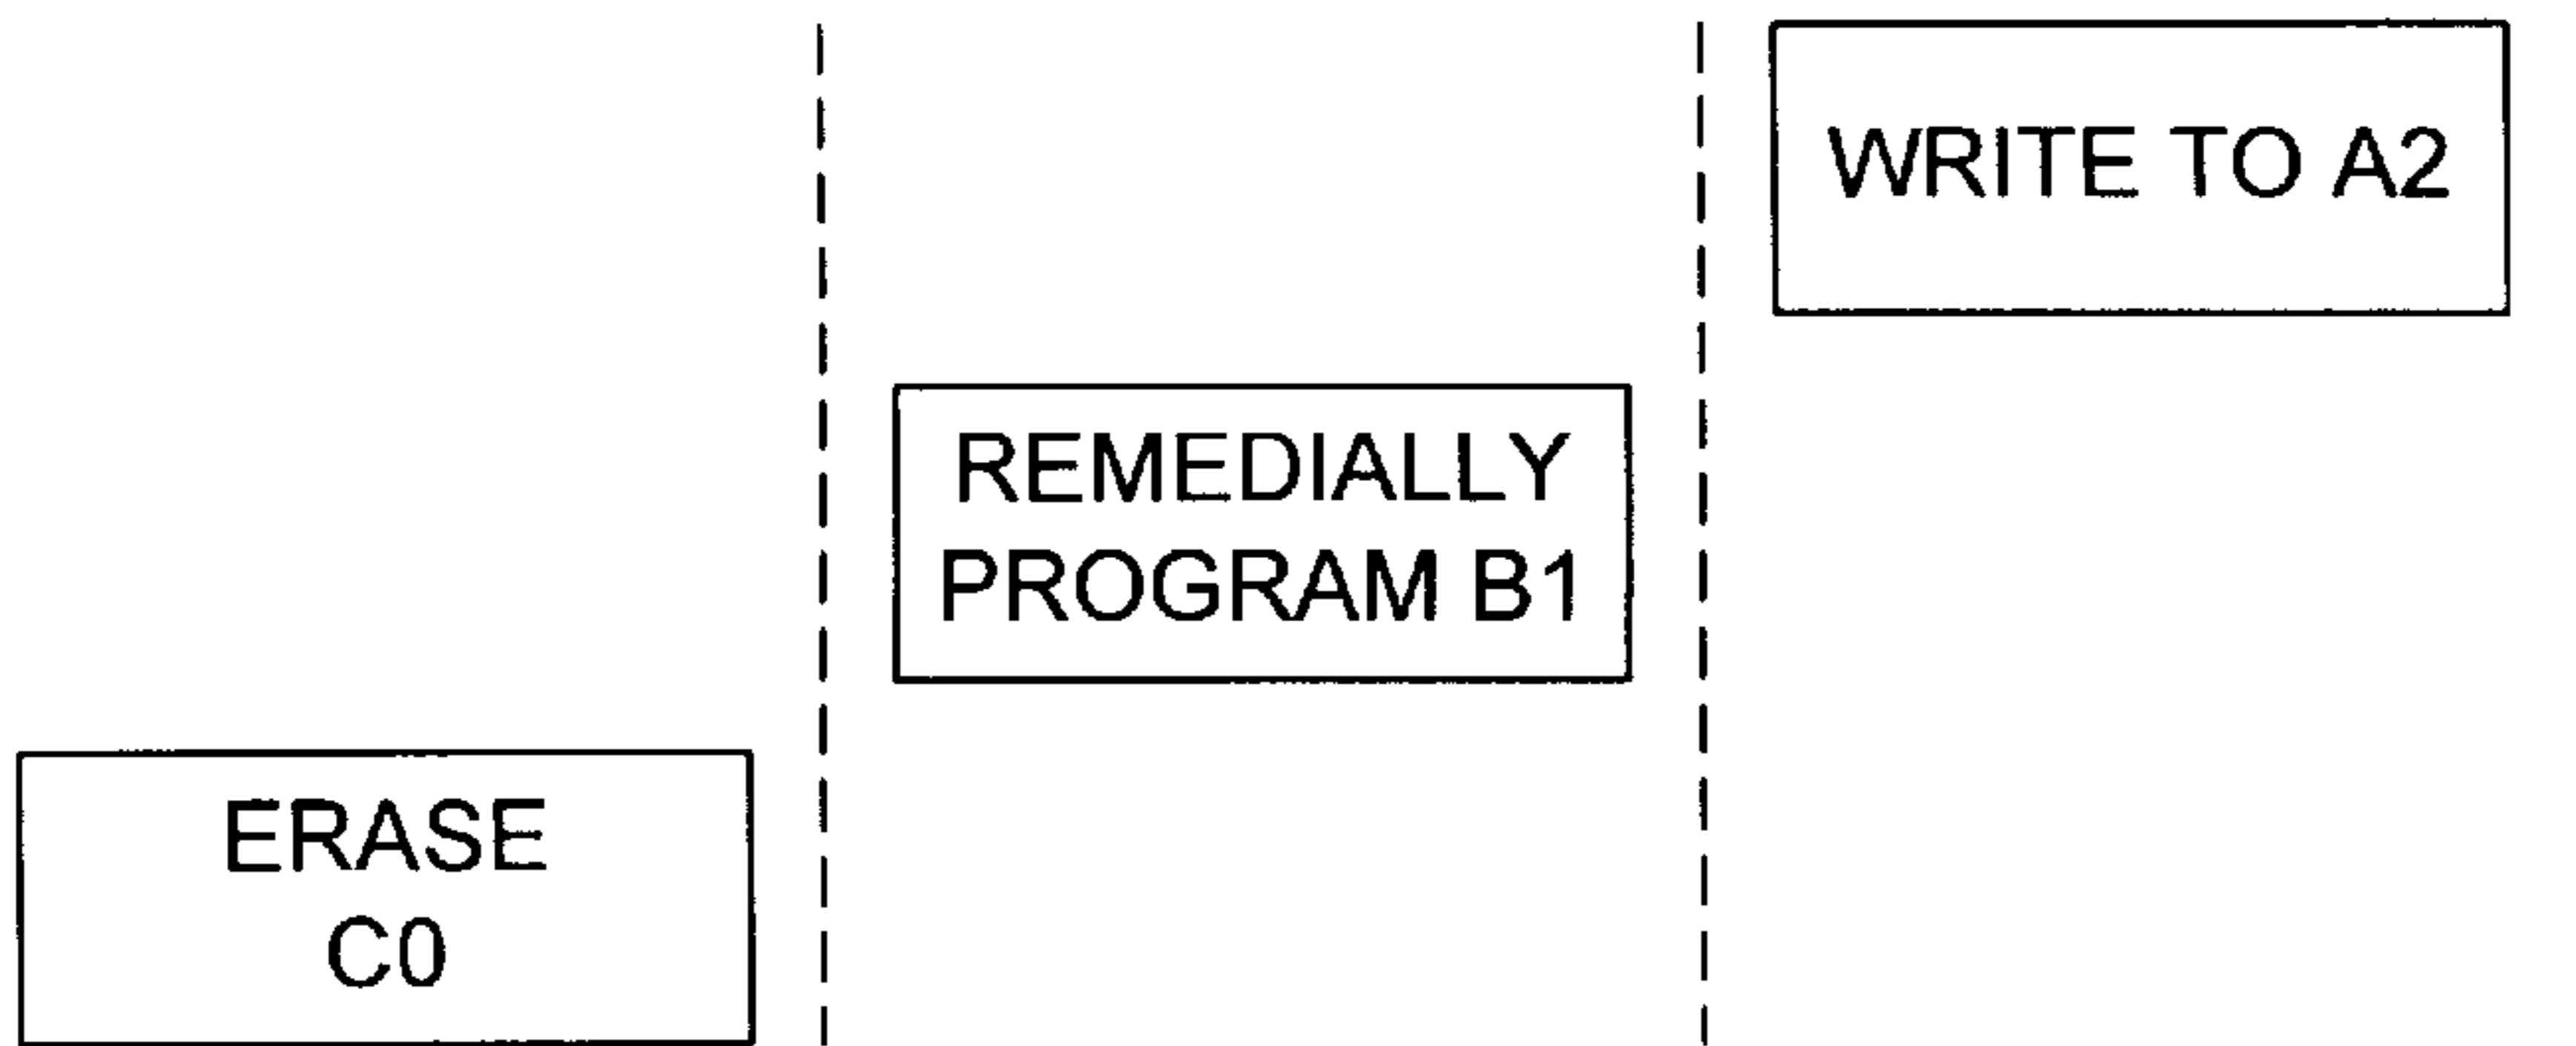 WRITE TO A2
REMEDIALLY
PROGRAM B1
ERASE
C0